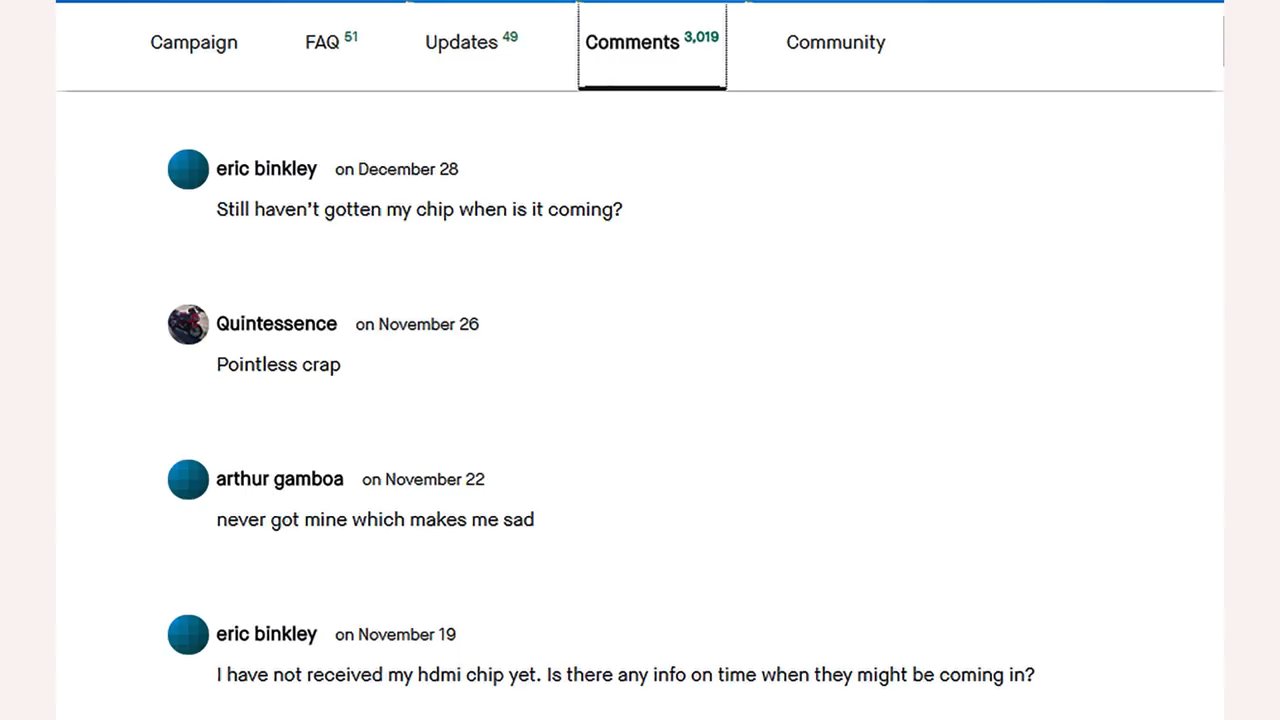 Campaign FAQ 51 Updates 49 Comments 3,019 Community
eric binkley on December 28
Still haven't gotten my chip when is it coming?
Quintessence on November 26
Pointless crap
arthur gamboa on November 22
never got mine which makes me sad
eric binkley on November 19
I have not received my hdmi chip yet. Is there any info on time when they might be coming in?